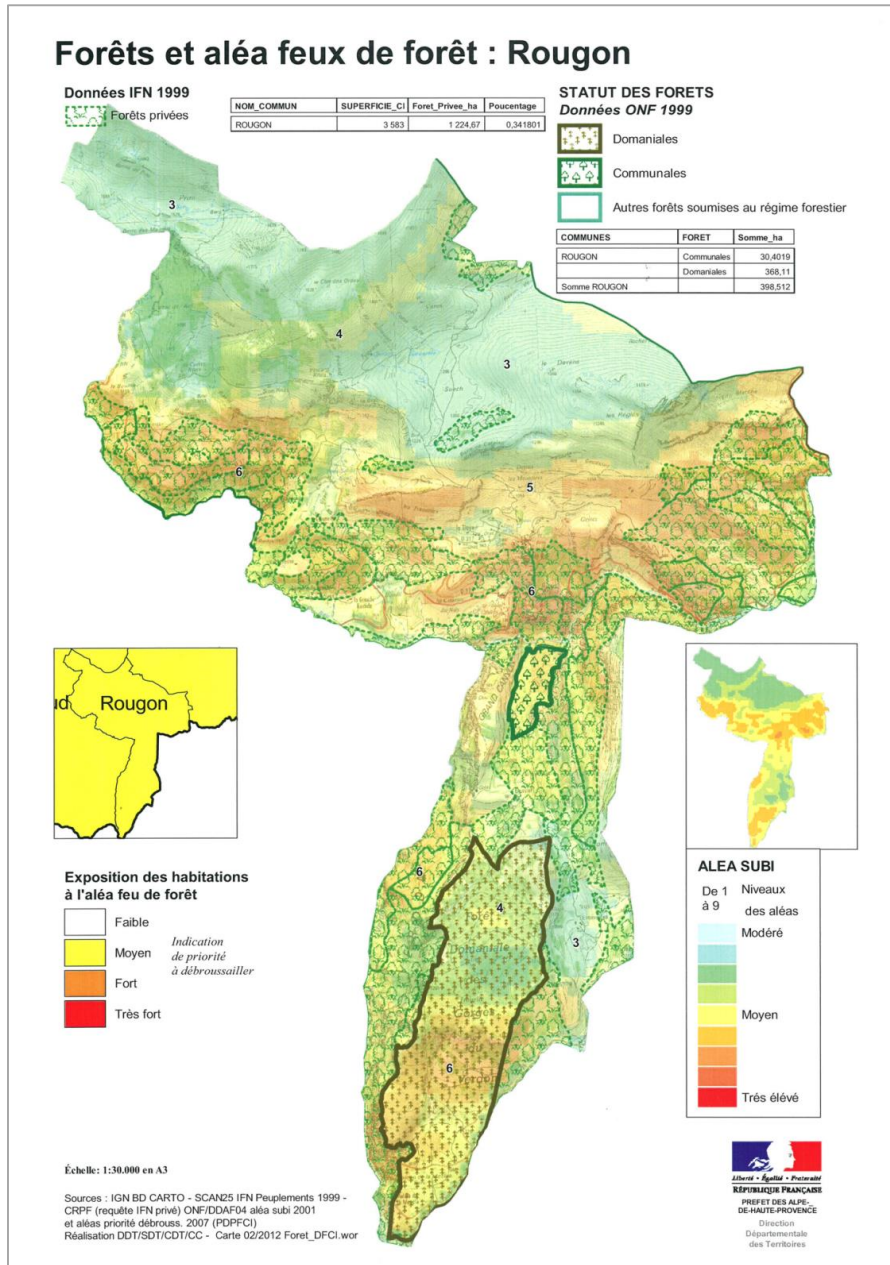 Forêts et aléa feux de forêt : Rougon
Données IFN 1999
Forêts privées
NOM_COMMUN SUPERFICIE_CI Foret_Privee_ha Poucentage
ROUGON 3 583 1 224,67 0,341801
STATUT DES FORETS
Données ONF 1999
Domaniales
Communales
Autres forêts soumises au régime forestier
COMMUNES FORET Somme_ha
ROUGON Communales 30,4019
Domaniales 368,11
Somme ROUGON 398,512
3
4
3
6
5
6
ud Rougon
6
4
3
Forêt
Domaniale
du
Verdon
6
Exposition des habitations
à l'aléa feu de forêt
Faible
Moyen
Fort
Très fort
Indication
de priorité
à débroussailler
ALEA SUBI
De 1
à 9
Niveaux
des aléas
Modéré
Moyen
Trés élévé
Échelle: 1:30.000 en A3
Sources : IGN BD CARTO - SCAN25 IFN Peuplements 1999 -
CRPF (requête IFN privé) ONF/DDAF04 aléa subi 2001
et aléas priorité débrouss. 2007 (PDPFCI)
Réalisation DDT/SDT/CDT/CC - Carte 02/2012 Foret_DFCI.wor
Liberté • Égalité • Fraternité
RÉPUBLIQUE FRANÇAISE
PREFET DES ALPE-
DE-HAUTE-PROVENCE
Direction
Départementale
des Territoires